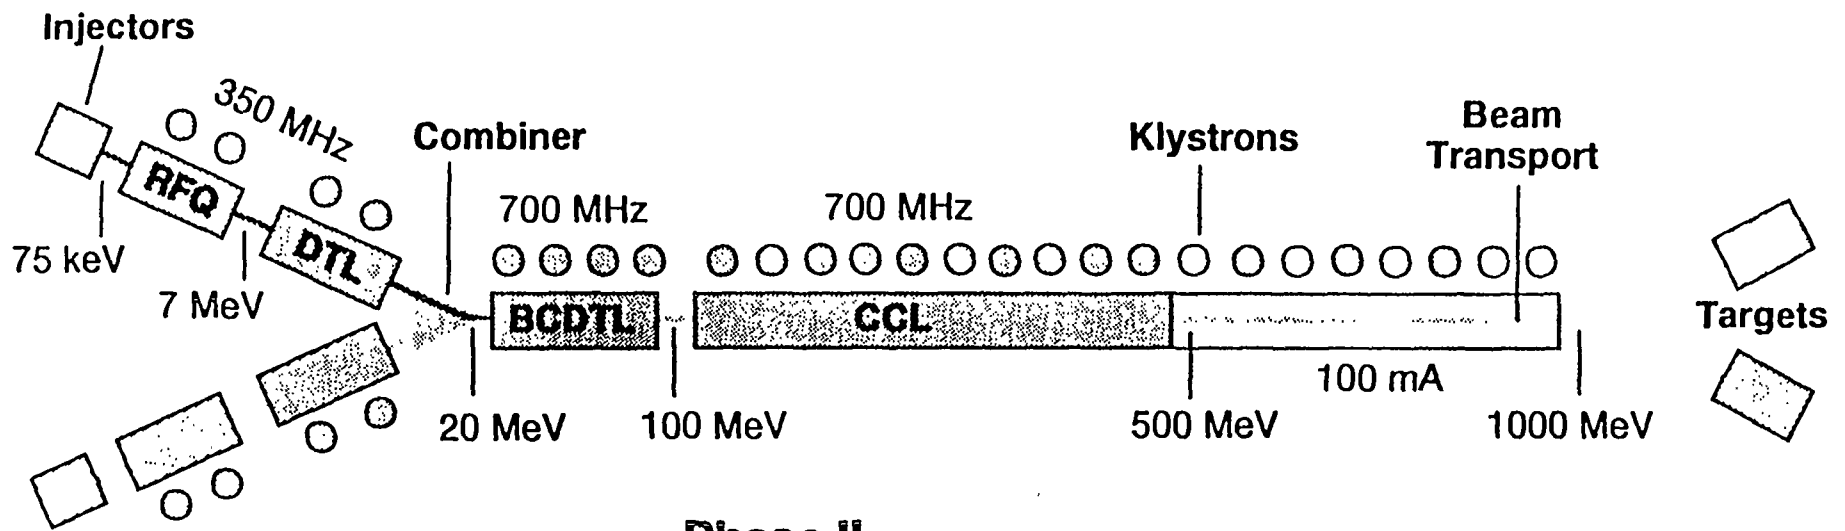 Injectors
350 MHz
Combiner
Klystrons
Beam
Transport
RFQ
700 MHz
700 MHz
75 keV
DTL
7 MeV
BCDTL
CCL
Targets
100 mA
20 MeV
100 MeV
500 MeV
1000 MeV